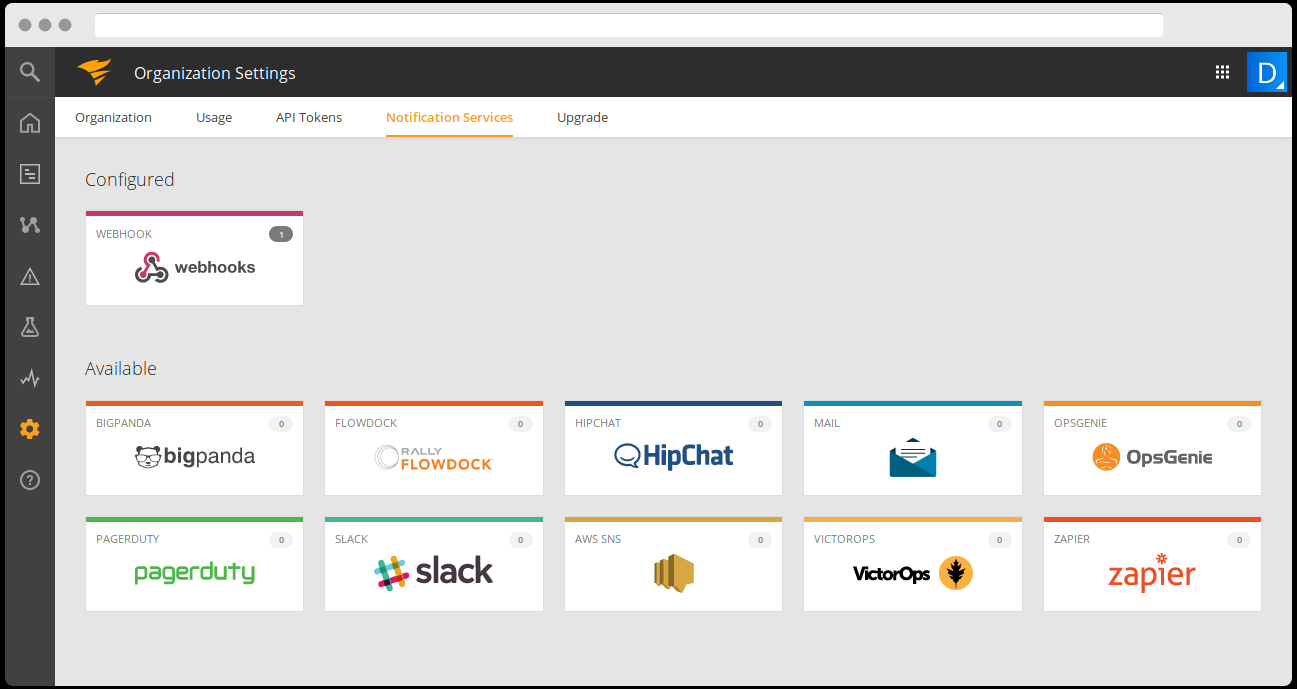 Organization Settings
D
Organization Usage API Tokens Notification Services Upgrade
Configured
WEBHOOK 1
webhooks
Available
BIGPANDA 0
bigpanda
FLOWDOCK 0
RALLY
FLOWDOCK
HIPCHAT 0
HipChat
MAIL 0
OPSGENIE 0
OpsGenie
PAGERDUTY 0
pagerduty
SLACK 0
slack
AWS SNS 0
VICTOROPS 0
VictorOps
ZAPIER 0
zapier